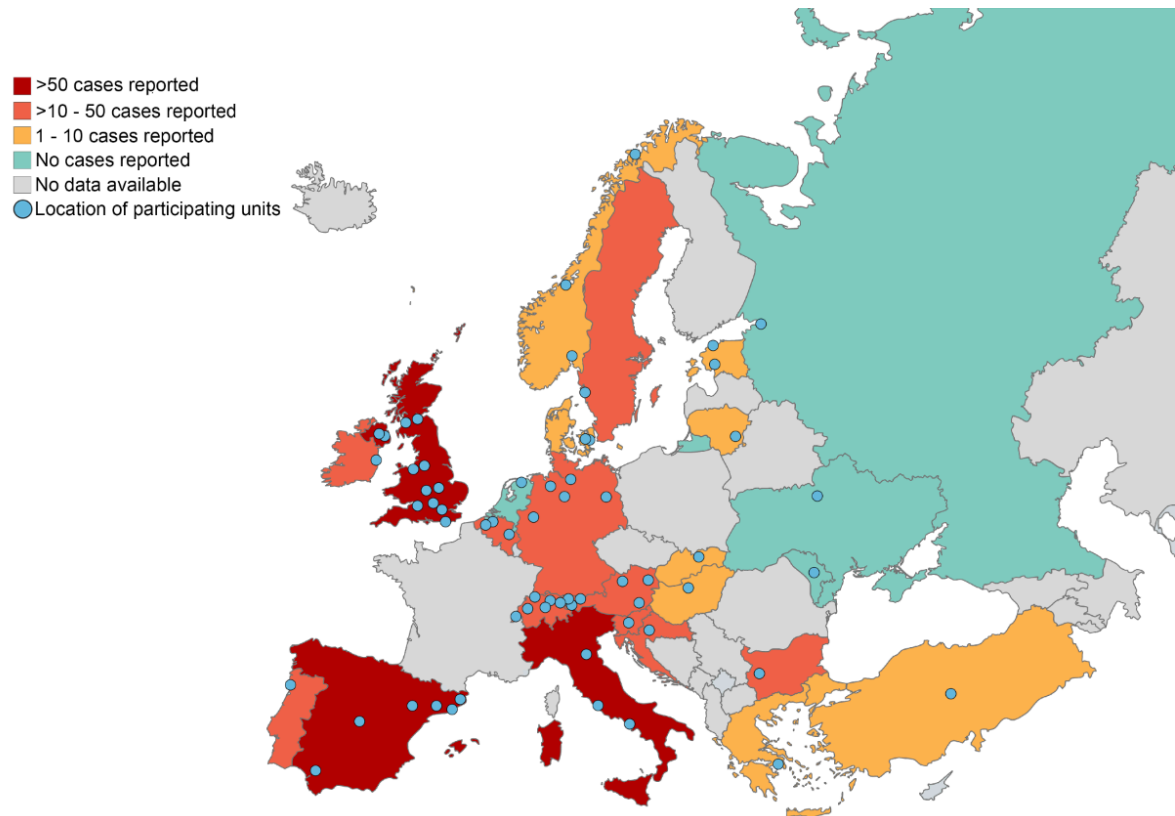 >50 cases reported
>10 - 50 cases reported
1 - 10 cases reported
No cases reported
No data available
Location of participating units